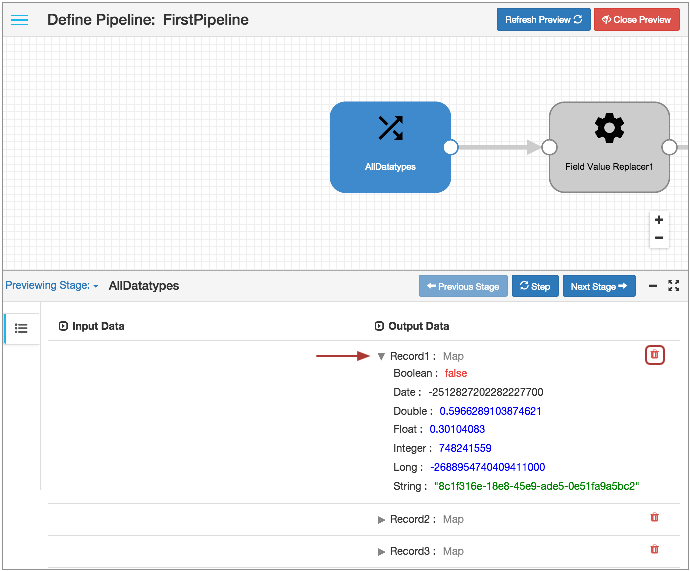 Define Pipeline: FirstPipeline
Refresh Preview
Close Preview
AllDatatypes
Field Value Replacer1
+
−
Previewing Stage:
AllDatatypes
Previous Stage
Step
Next Stage
Input Data
Output Data
Record1 : Map
Boolean : false
Date : -2512827202282227700
Double : 0.5966289103874621
Float : 0.30104083
Integer : 748241559
Long : -2688954740409411000
String : "8c1f316e-18e8-45e9-ade5-0e51fa9a5bc2"
Record2 : Map
Record3 : Map